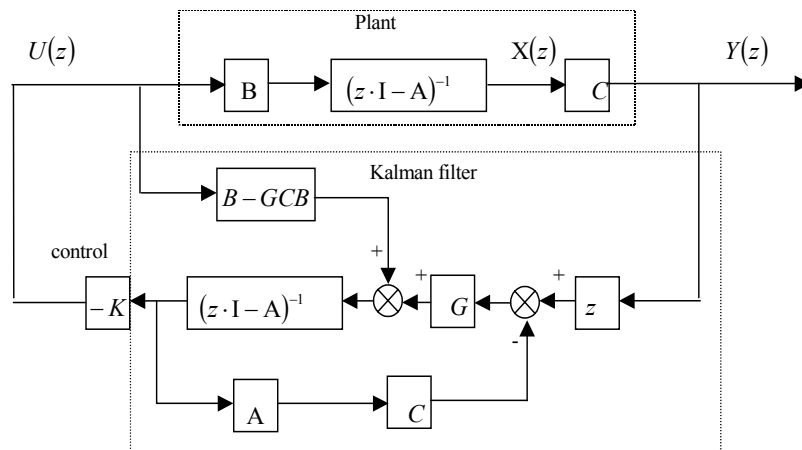 Plant
U(z)
X(z)
Y(z)
B
(z·I−A)⁻¹
C
Kalman filter
B−GCB
control
+
+
+
−K
(z·I−A)⁻¹
G
z
-
A
C